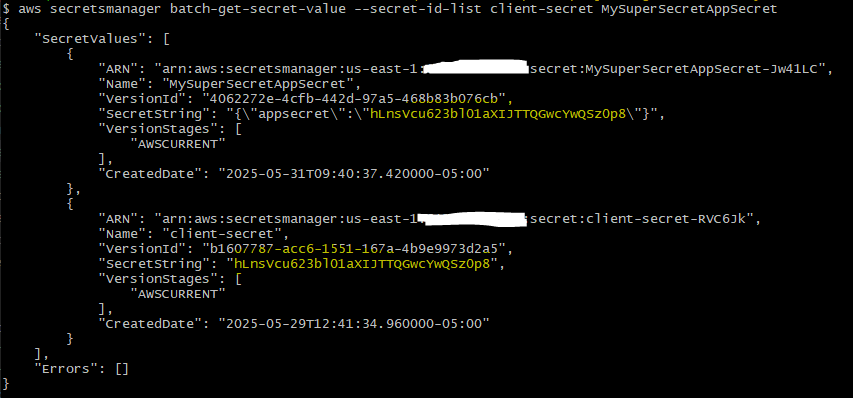 $ aws secretsmanager batch-get-secret-value --secret-id-list client-secret MySuperSecretAppSecret
{
    "SecretValues": [
        {
            "ARN": "arn:aws:secretsmanager:us-east-1: secret:MySuperSecretAppSecret-Jw41LC",
            "Name": "MySuperSecretAppSecret",
            "VersionId": "4062272e-4cfb-442d-97a5-468b83b076cb",
            "SecretString": "{\"appsecret\":\"hLnsVcu623bl01aXIJTTQGwcYwQSz0p8\"}",
            "VersionStages": [
                "AWSCURRENT"
            ],
            "CreatedDate": "2025-05-31T09:40:37.420000-05:00"
        },
        {
            "ARN": "arn:aws:secretsmanager:us-east-1 :secret:client-secret-RVC6Jk",
            "Name": "client-secret",
            "VersionId": "b1607787-acc6-1551-167a-4b9e9973d2a5",
            "SecretString": "hLnsVcu623bl01aXIJTTQGwcYwQSz0p8",
            "VersionStages": [
                "AWSCURRENT"
            ],
            "CreatedDate": "2025-05-29T12:41:34.960000-05:00"
        }
    ],
    "Errors": []
}